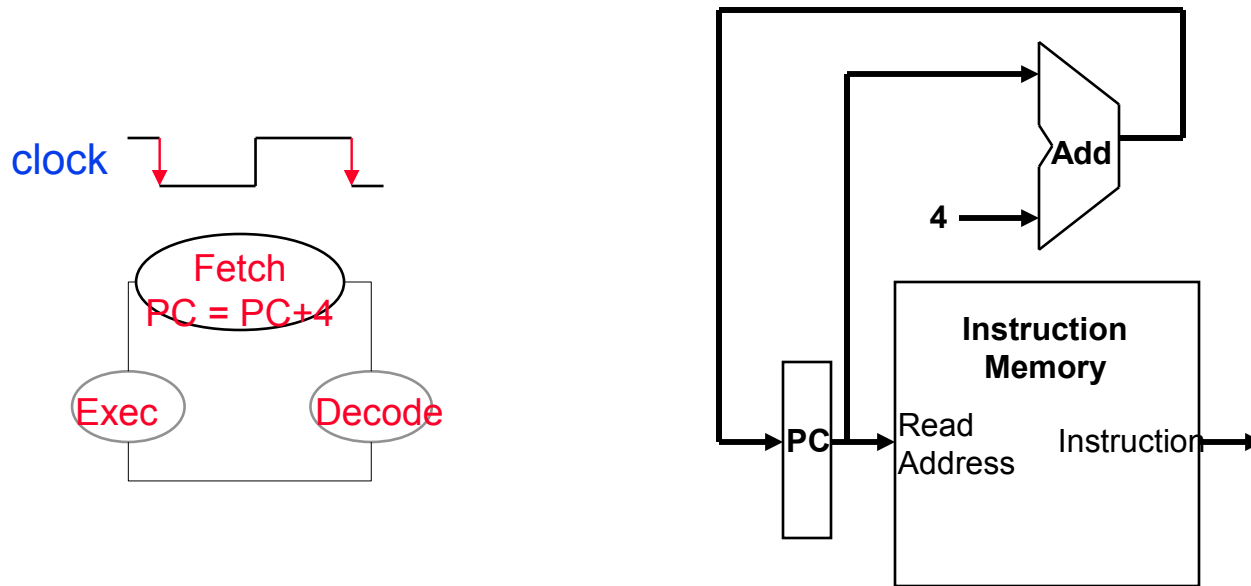 clock
Fetch
PC = PC+4
Exec
Decode
Add
4
Instruction
Memory
PC
Read
Address
Instruction